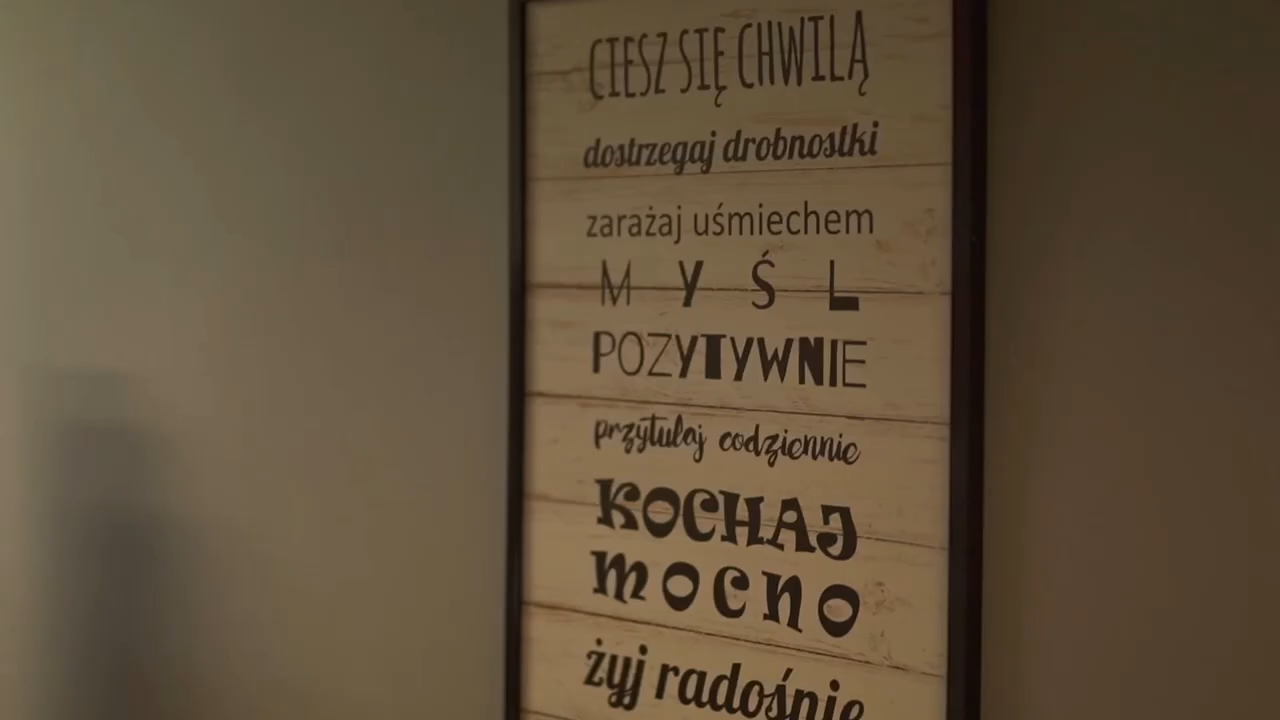 CIESZ SIĘ CHWILĄ
dostrzegaj drobnostki
zarażaj uśmiechem
MYŚL
POZYTYWNIE
przytulaj codziennie
KOCHAJ
mocno
żyj radośnie